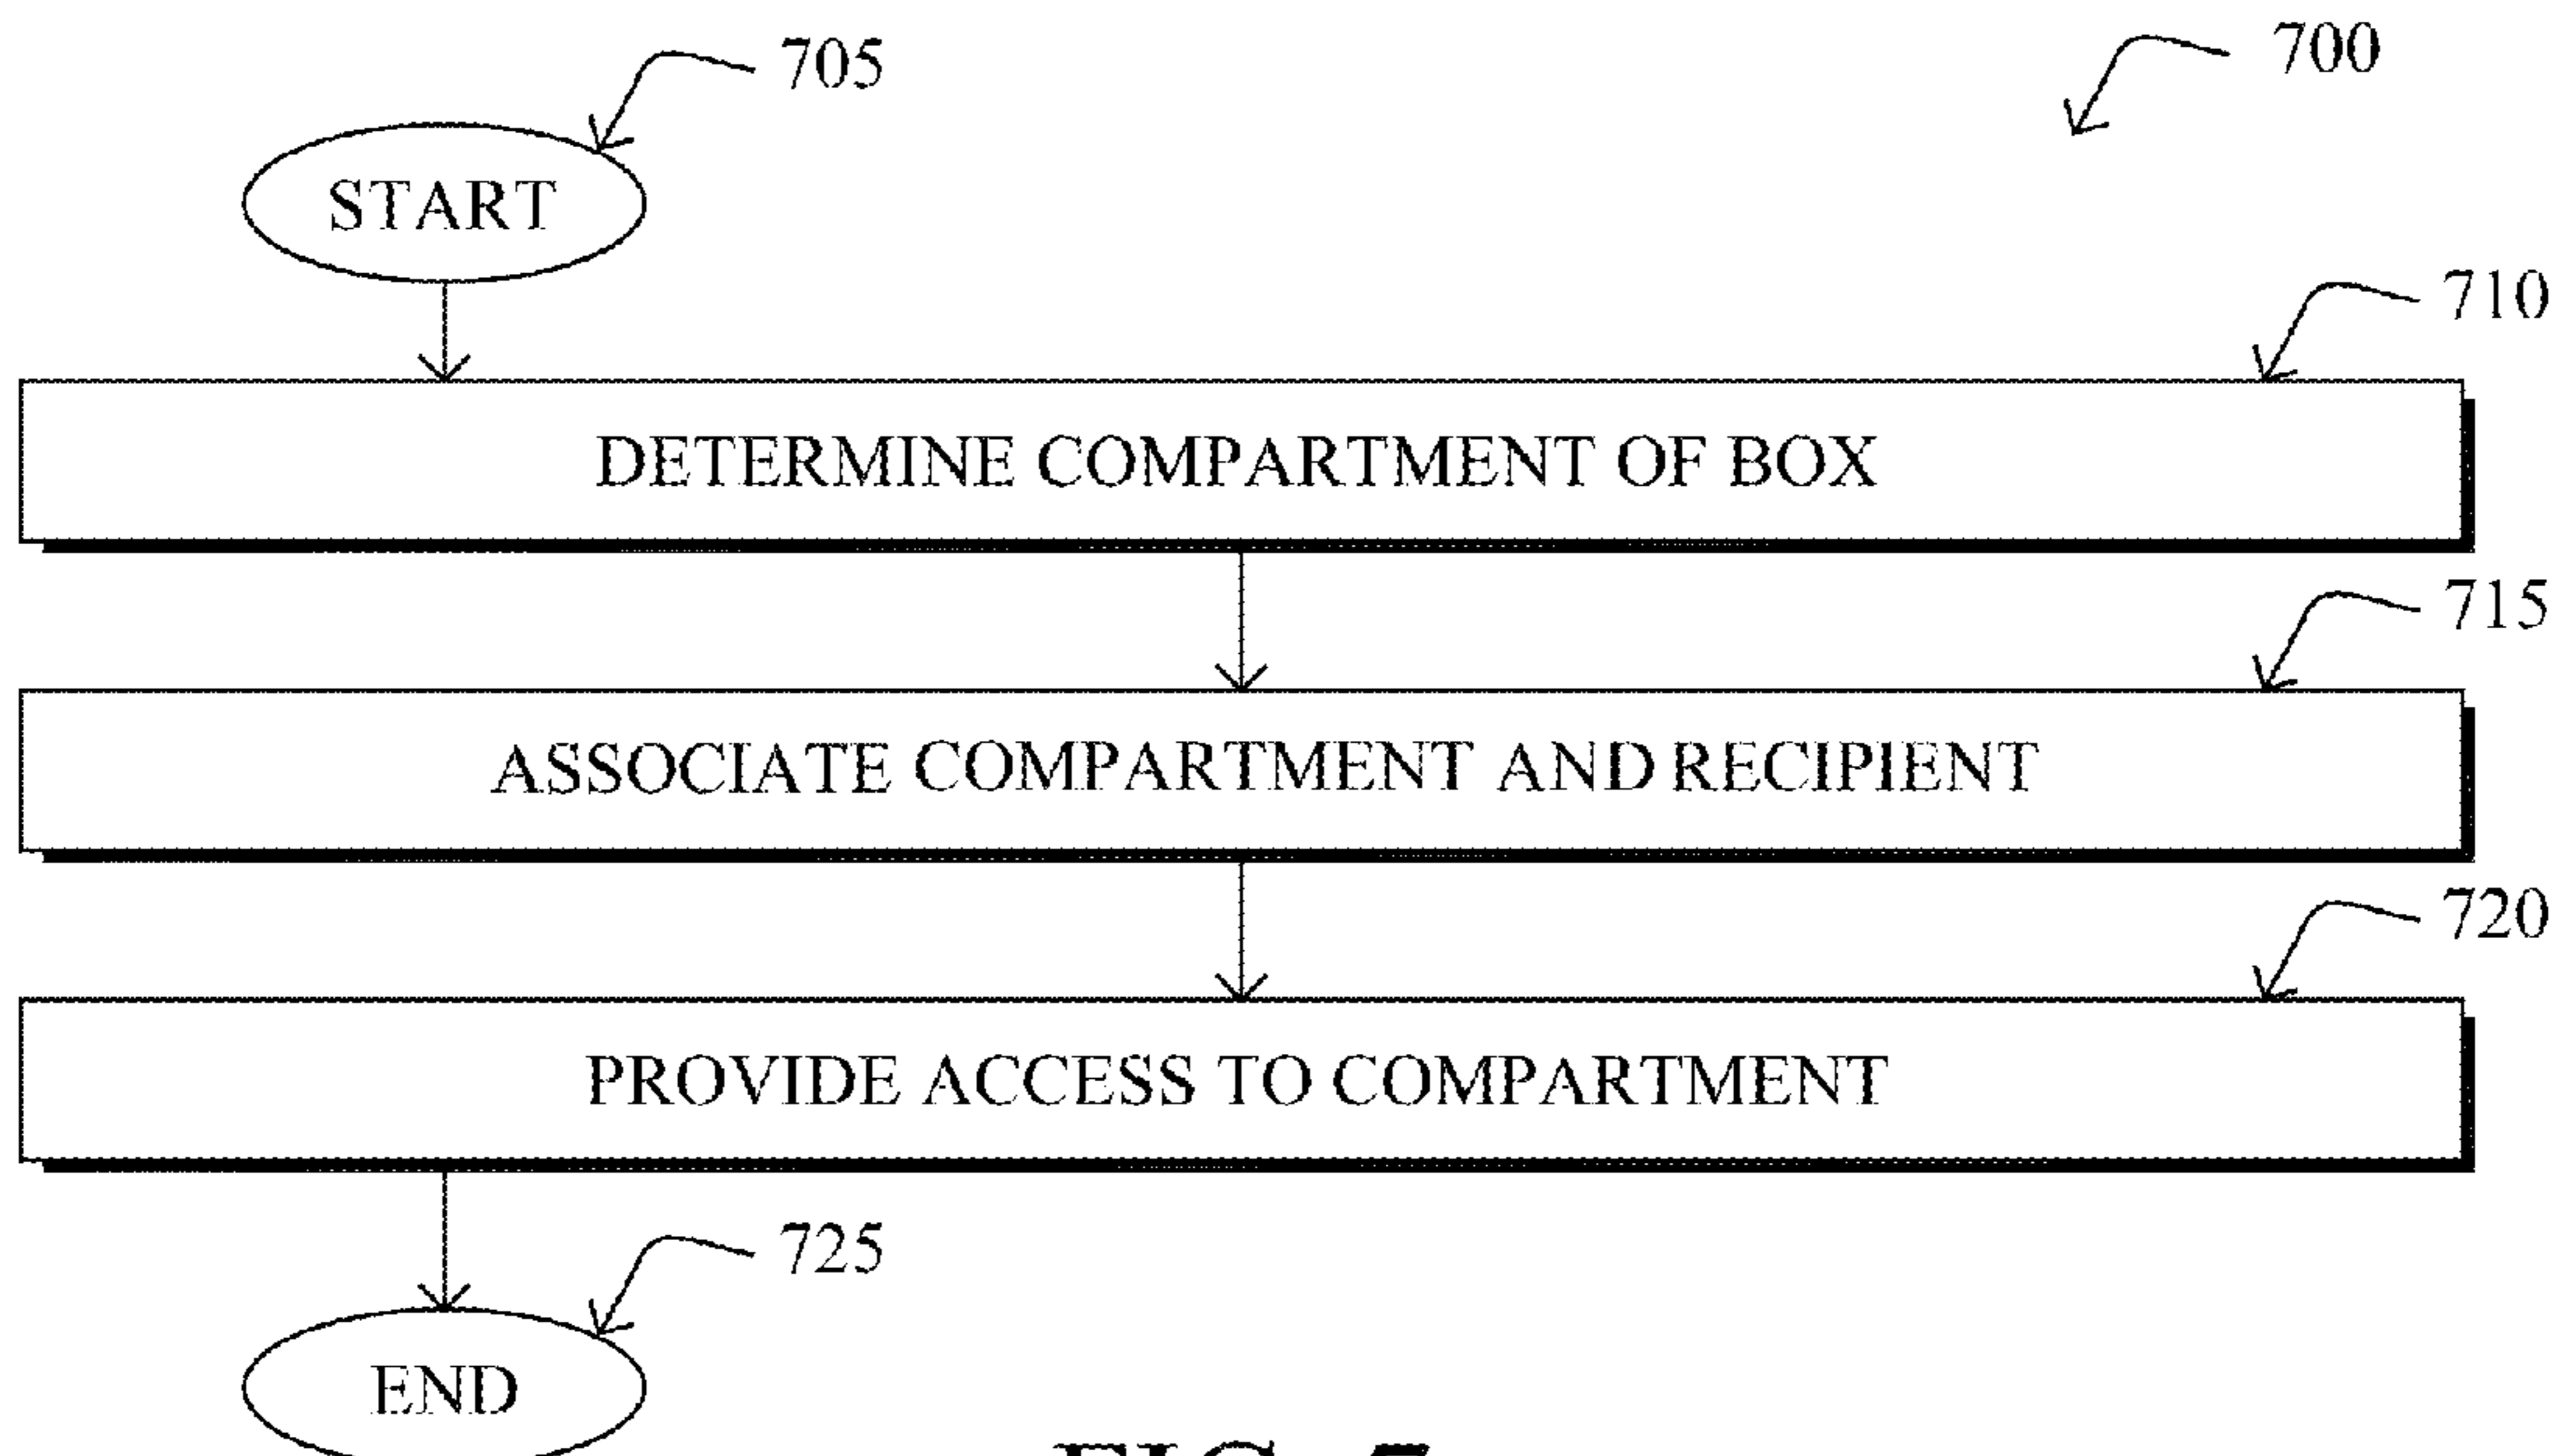 705
700
START
710
DETERMINE COMPARTMENT OF BOX
715
ASSOCIATE COMPARTMENT AND RECIPIENT
720
PROVIDE ACCESS TO COMPARTMENT
725
END